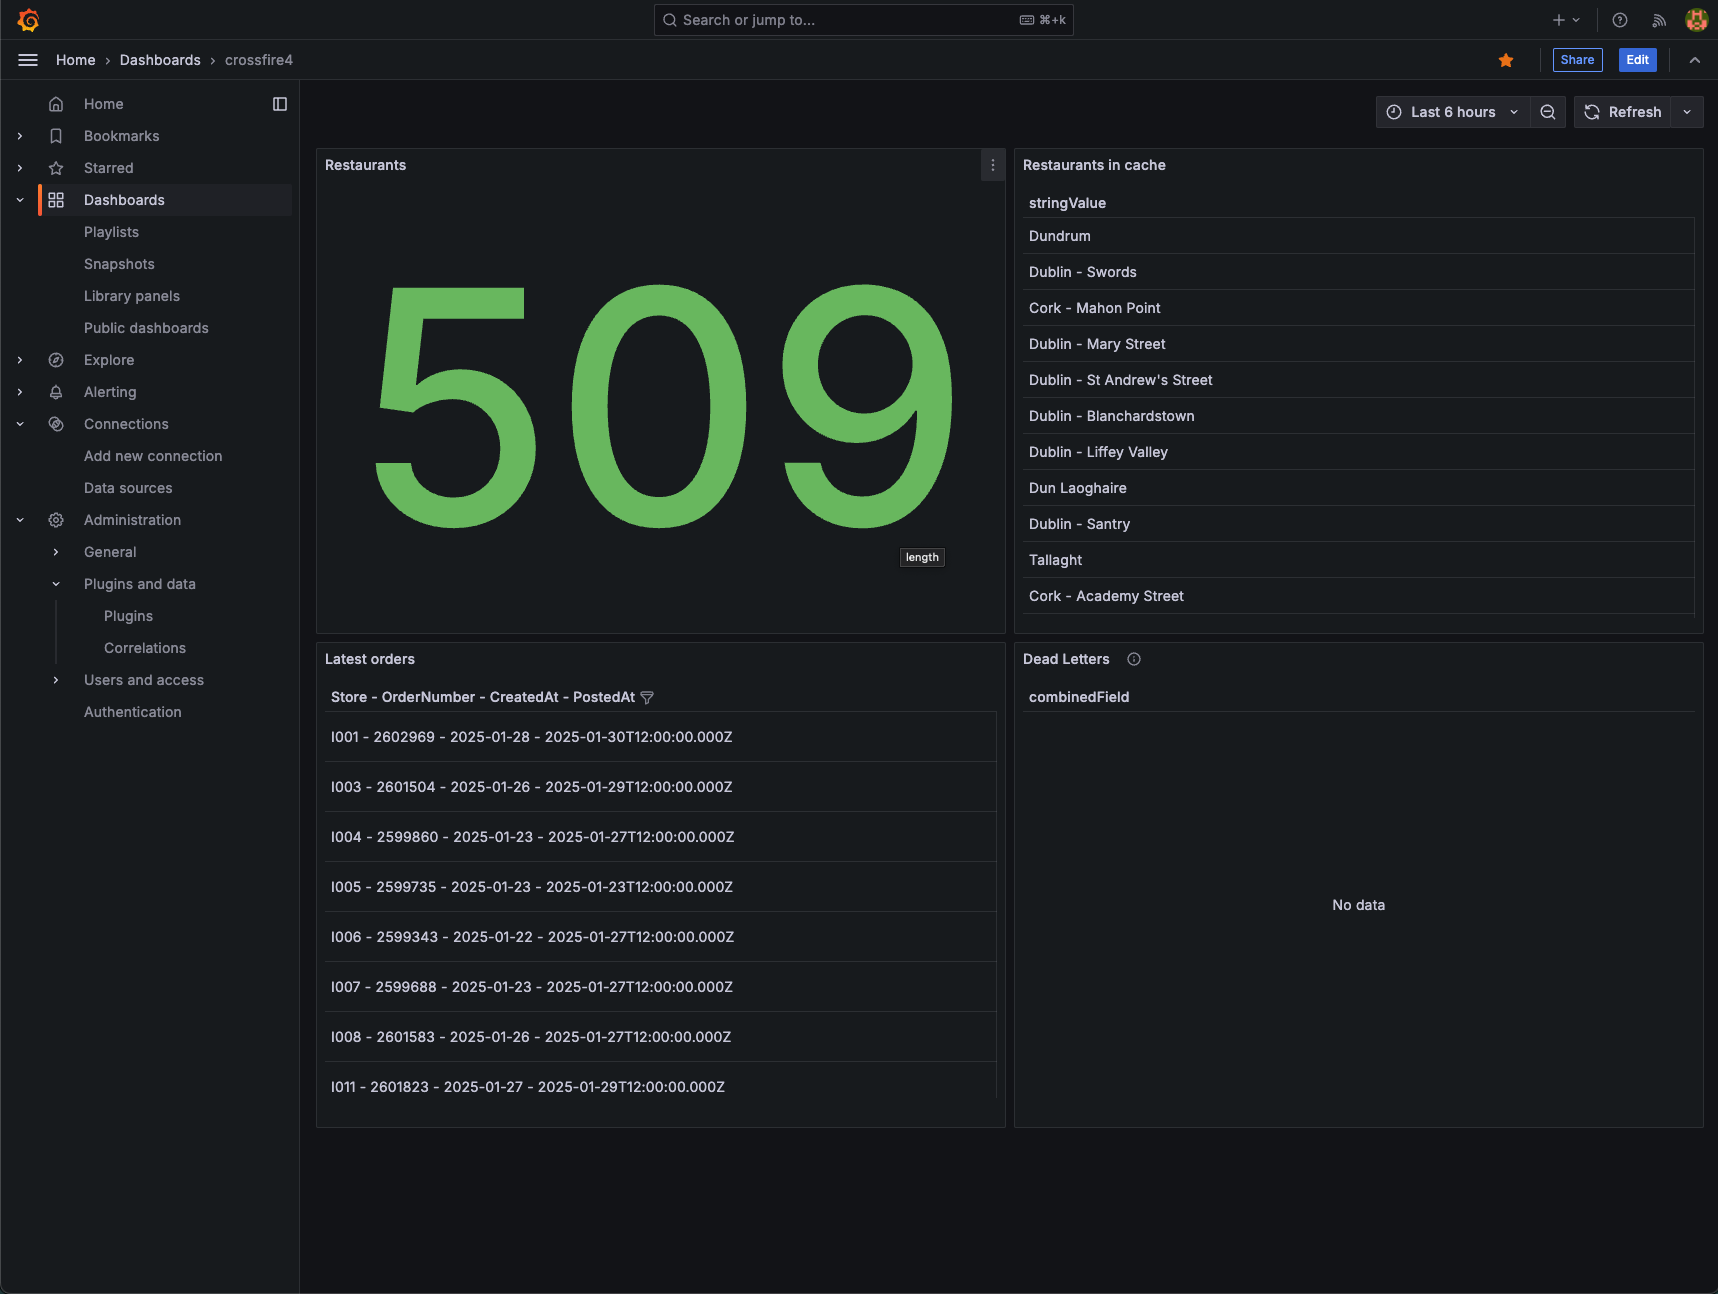 Search or jump to...
⌘+k
Home › Dashboards › crossfire4
Share
Edit
Home
Bookmarks
Starred
Dashboards
Playlists
Snapshots
Library panels
Public dashboards
Explore
Alerting
Connections
Add new connection
Data sources
Administration
General
Plugins and data
Plugins
Correlations
Users and access
Authentication
Last 6 hours
Refresh
Restaurants
509
length
Restaurants in cache
stringValue
Dundrum
Dublin - Swords
Cork - Mahon Point
Dublin - Mary Street
Dublin - St Andrew's Street
Dublin - Blanchardstown
Dublin - Liffey Valley
Dun Laoghaire
Dublin - Santry
Tallaght
Cork - Academy Street
Latest orders
Store - OrderNumber - CreatedAt - PostedAt
I001 - 2602969 - 2025-01-28 - 2025-01-30T12:00:00.000Z
I003 - 2601504 - 2025-01-26 - 2025-01-29T12:00:00.000Z
I004 - 2599860 - 2025-01-23 - 2025-01-27T12:00:00.000Z
I005 - 2599735 - 2025-01-23 - 2025-01-23T12:00:00.000Z
I006 - 2599343 - 2025-01-22 - 2025-01-27T12:00:00.000Z
I007 - 2599688 - 2025-01-23 - 2025-01-27T12:00:00.000Z
I008 - 2601583 - 2025-01-26 - 2025-01-27T12:00:00.000Z
I011 - 2601823 - 2025-01-27 - 2025-01-29T12:00:00.000Z
Dead Letters
combinedField
No data